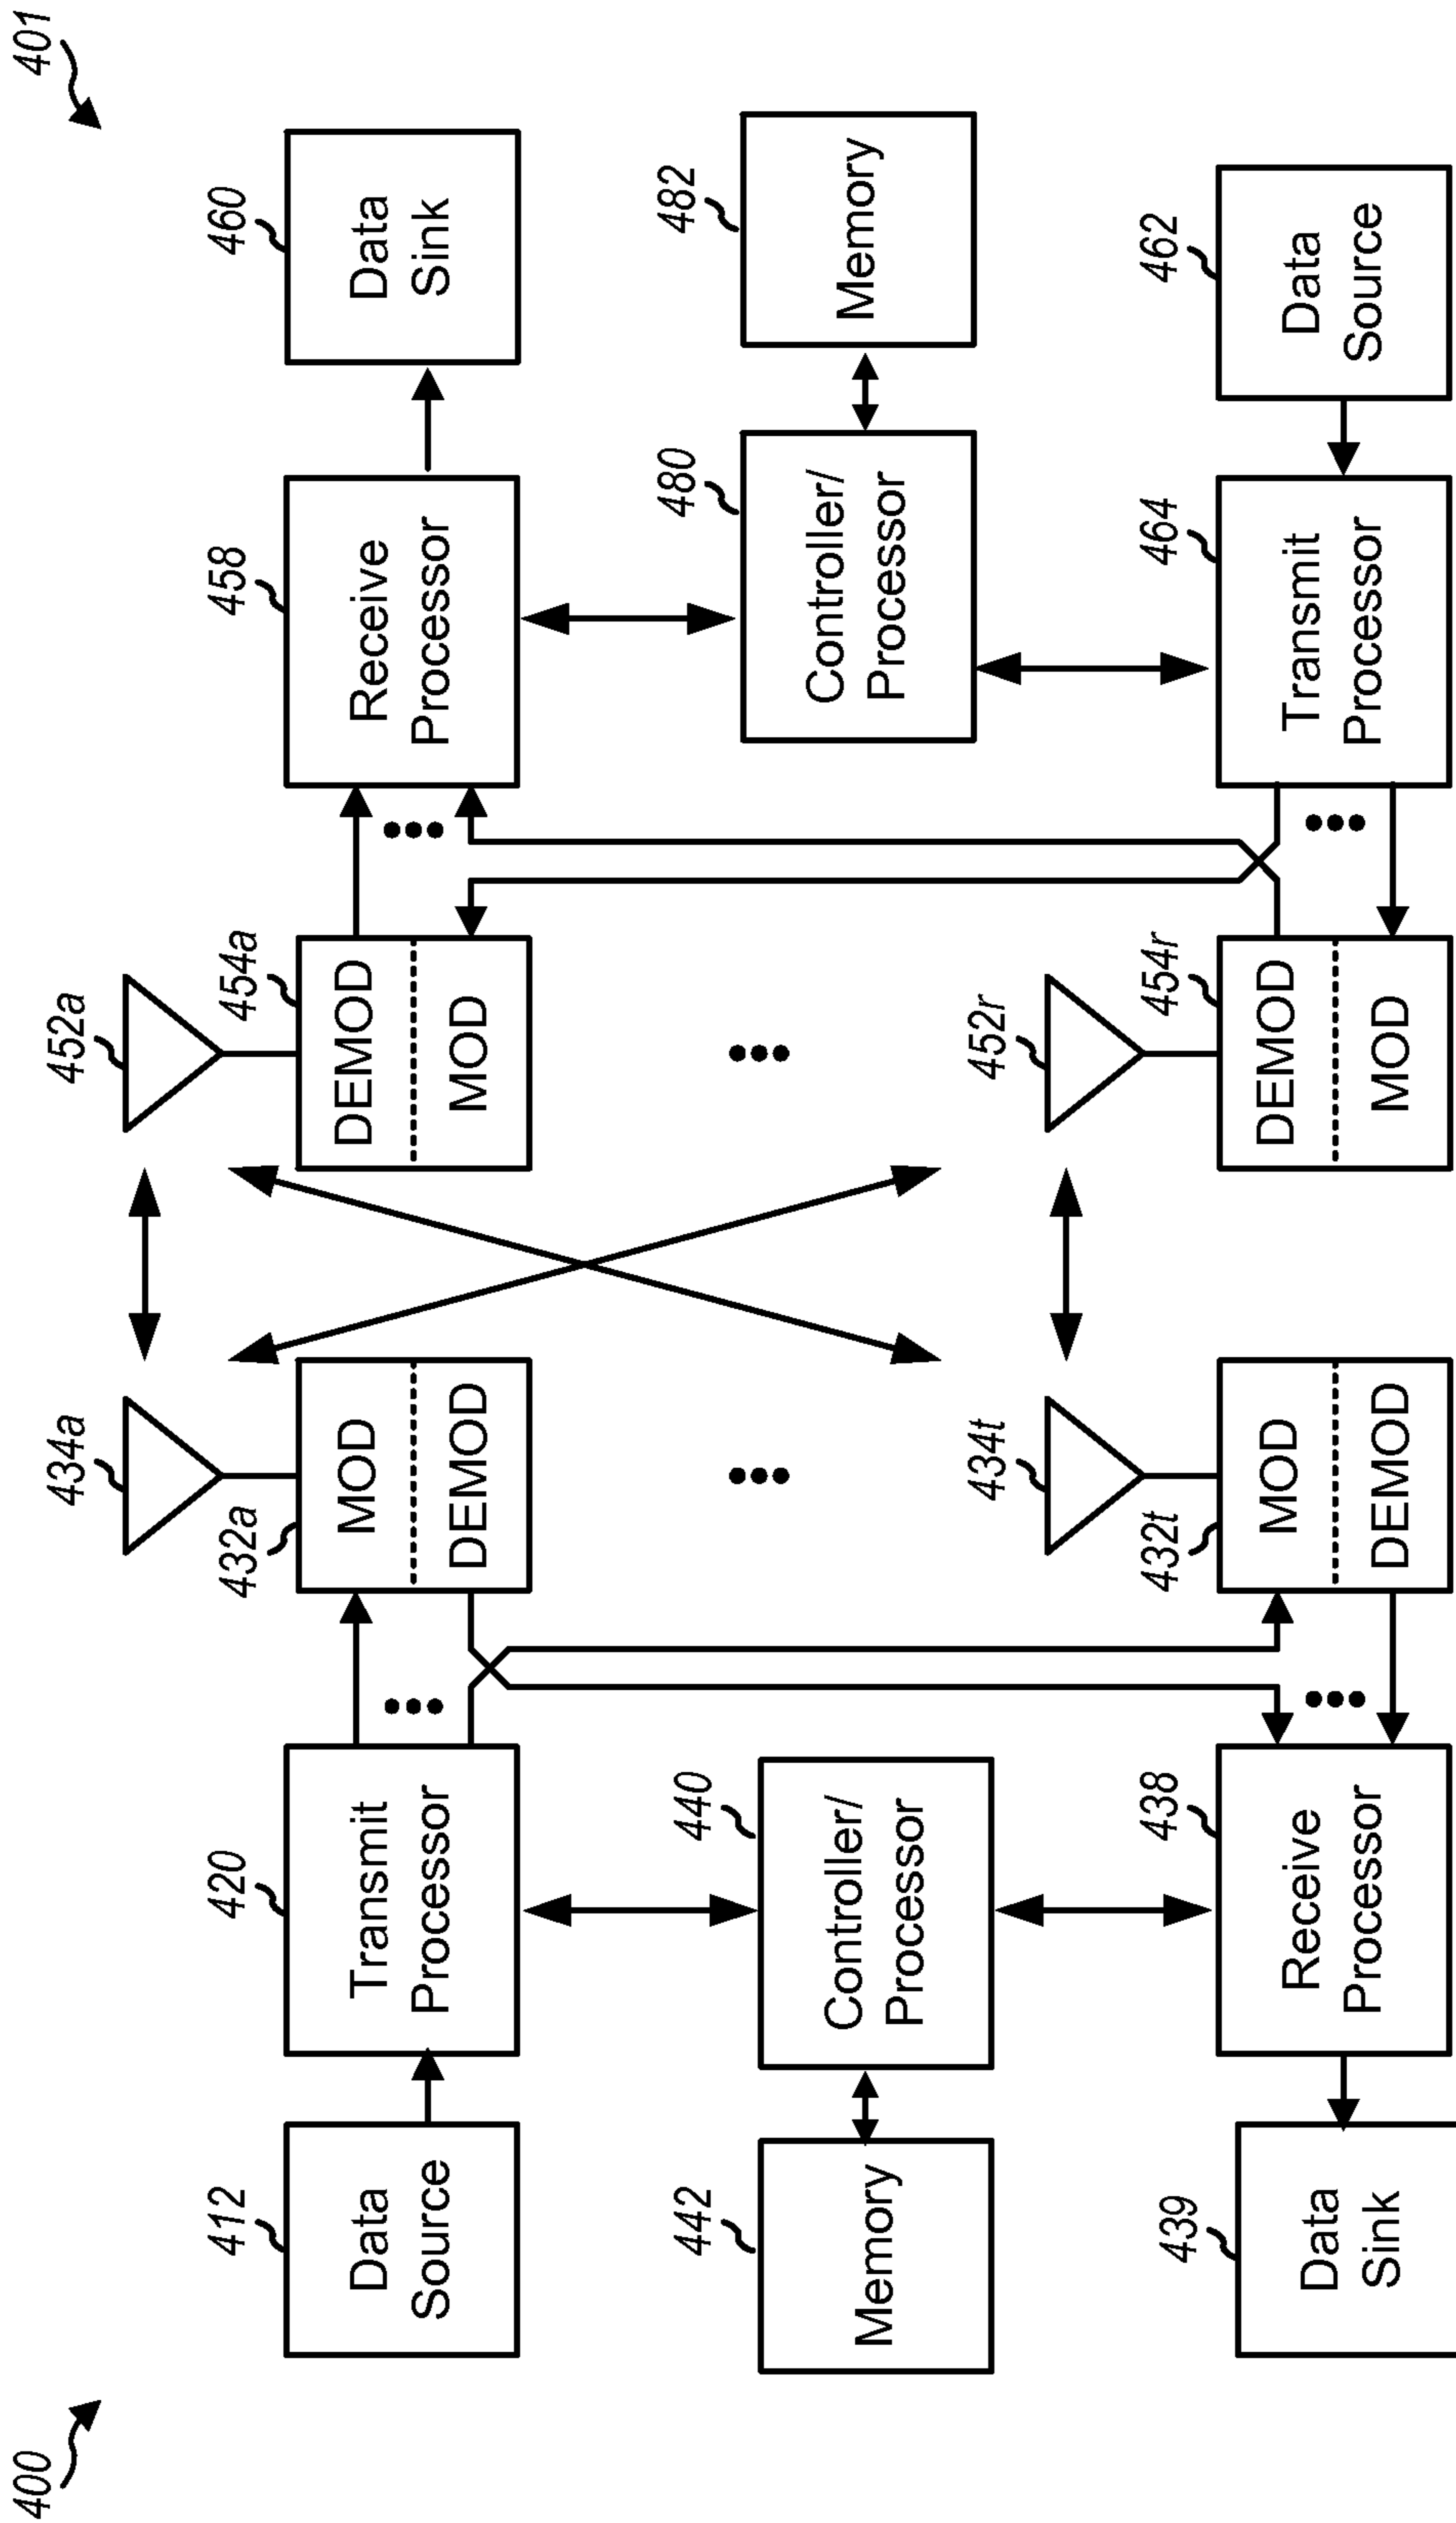 400
401
412
Data
Source
420
Transmit
Processor
434a
432a
MOD
DEMOD
452a
454a
DEMOD
MOD
458
Receive
Processor
460
Data
Sink
442
Memory
440
Controller/
Processor
480
Controller/
Processor
482
Memory
439
Data
Sink
438
Receive
Processor
434t
432t
MOD
DEMOD
452r
454r
DEMOD
MOD
464
Transmit
Processor
462
Data
Source